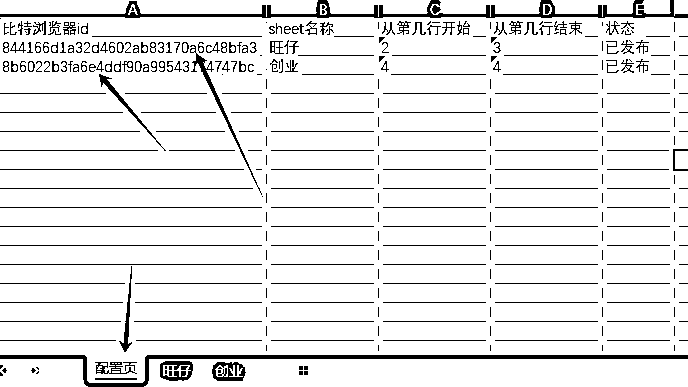 A B C D E
比特浏览器id sheet名称 从第几行开始 从第几行结束 状态
844166d1a32d4602ab83170a6c48bfa3 旺仔 2 3 已发布
创业 4 4 已发布
配置页 旺仔 创业